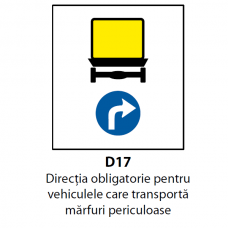 D17
Direcția obligatorie pentru
vehiculele care transportă
mărfuri periculoase